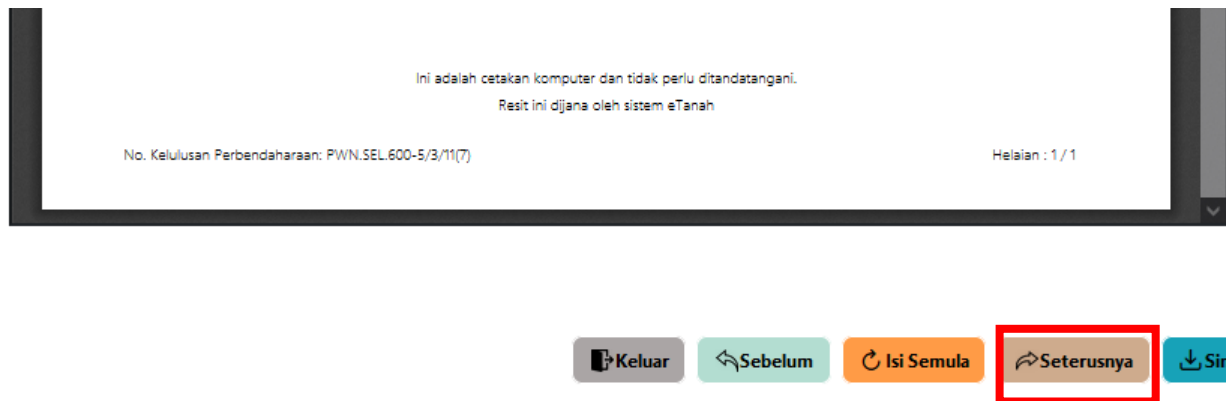 Ini adalah cetakan komputer dan tidak perlu ditandatangani.
Resit ini dijana oleh sistem eTanah
No. Kelulusan Perbendaharaan: PWN.SEL.600-5/3/11(7) Helaian : 1 / 1
Keluar Sebelum Isi Semula Seterusnya